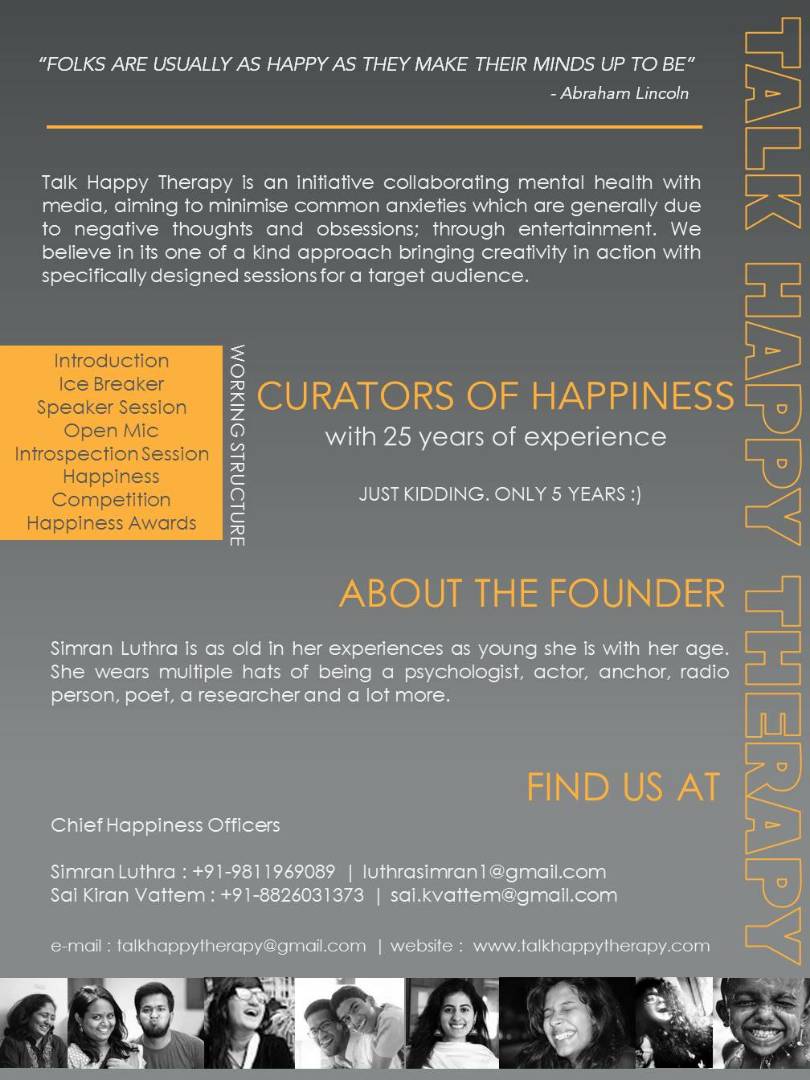 “FOLKS ARE USUALLY AS HAPPY AS THEY MAKE THEIR MINDS UP TO BE”
- Abraham Lincoln
Talk Happy Therapy is an initiative collaborating mental health with
media, aiming to minimise common anxieties which are generally due
to negative thoughts and obsessions; through entertainment. We
believe in its one of a kind approach bringing creativity in action with
specifically designed sessions for a target audience.
Introduction
Ice Breaker
Speaker Session
Open Mic
Introspection Session
Happiness
Competition
Happiness Awards
WORKING STRUCTURE
CURATORS OF HAPPINESS
with 25 years of experience
JUST KIDDING. ONLY 5 YEARS :)
ABOUT THE FOUNDER
Simran Luthra is as old in her experiences as young she is with her age.
She wears multiple hats of being a psychologist, actor, anchor, radio
person, poet, a researcher and a lot more.
FIND US AT
Chief Happiness Officers
Simran Luthra : +91-9811969089 | luthrasimran1@gmail.com
Sai Kiran Vattem : +91-8826031373 | sai.kvattem@gmail.com
e-mail : talkhappytherapy@gmail.com | website : www.talkhappytherapy.com
TALK HAPPY THERAPY